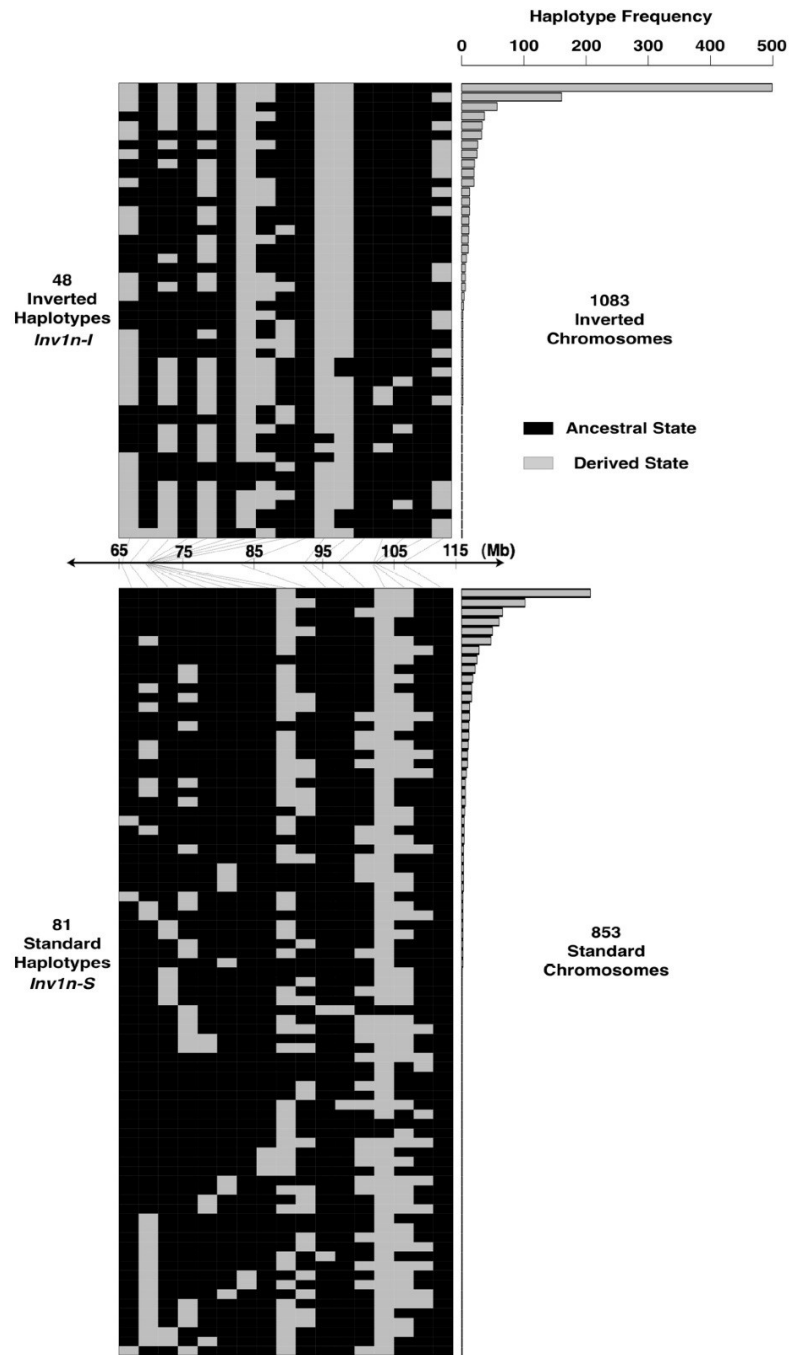 Haplotype Frequency
0 100 200 300 400 500
48
Inverted
Haplotypes
Inv1n-I
1083
Inverted
Chromosomes
Ancestral State
Derived State
65 75 85 95 105 115 (Mb)
81
Standard
Haplotypes
Inv1n-S
853
Standard
Chromosomes